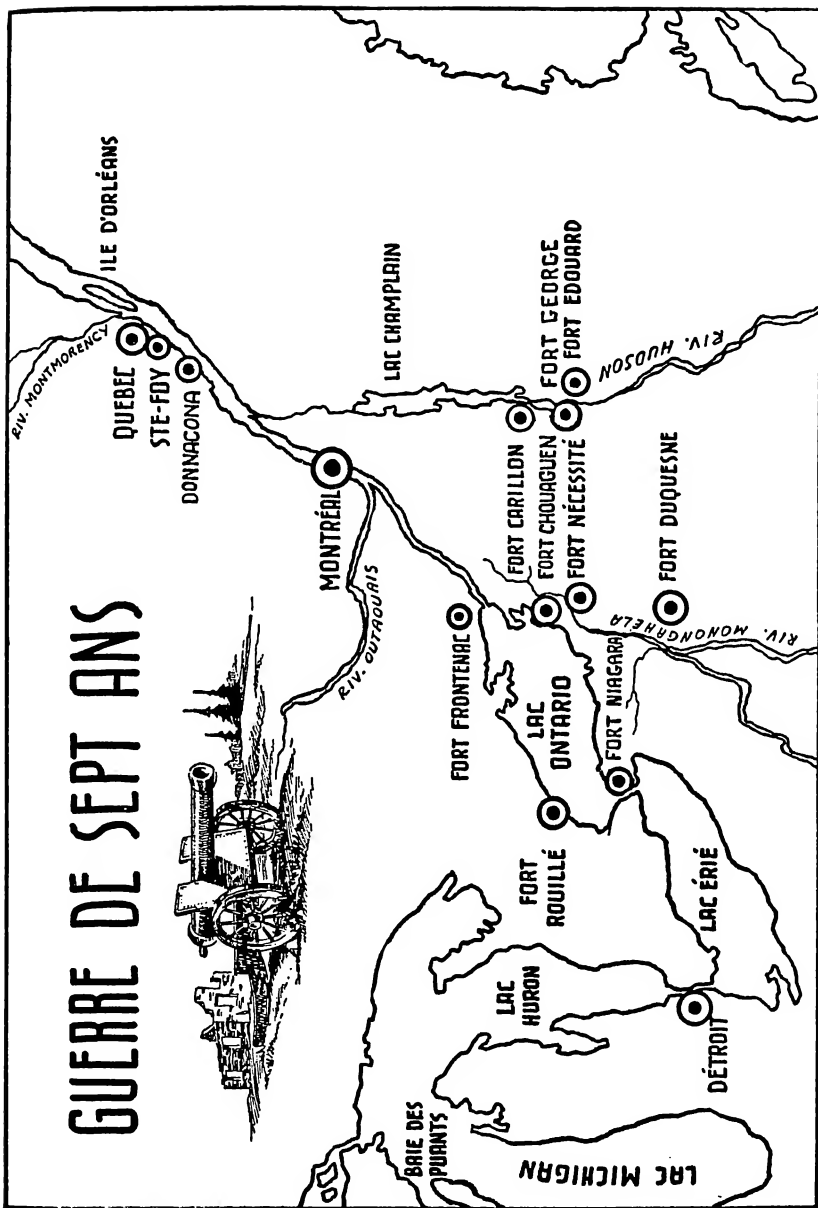 GUERRE DE SEPT ANS
RIV. MONTMORENCY
ILE D'ORLÉANS
QUÉBEC
STE-FOY
DONNACONA
MONTRÉAL
RIV. OUTAOUAIS
LAC CHAMPLAIN
FORT FRONTENAC
FORT CARILLON
FORT CHOUAGUEN
FORT NÉCESSITÉ
FORT GEORGE
FORT EDOUARD
RIV. HUDSON
LAC
ONTARIO
FORT
ROUILLÉ
FORT NIAGARA
RIV. MONONGAHELA
FORT DUQUESNE
LAC
HURON
LAC ÉRIÉ
BAIE DES
PUANTS
LAC MICHIGAN
DÉTROIT